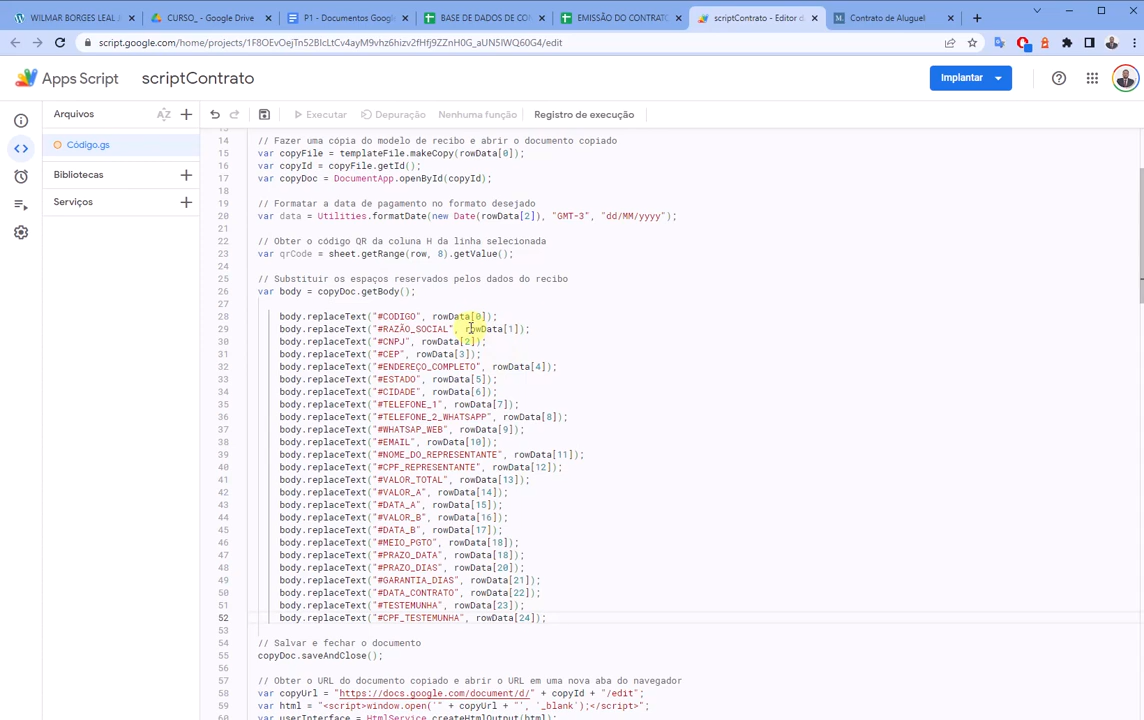 WILMAR BORGES LEAL J
CURSO_ - Google Drive
P1 - Documentos Googl
BASE DE DADOS DE CO
EMISSÃO DO CONTRAT
scriptContrato - Editor d
Contrato de Aluguel
script.google.com/home/projects/1F8OEvOejTn52BlcLtCv4ayM9vhz6hizv2fHfj9ZZnH0G_aUN5IWQ60G4/edit
Apps Script
scriptContrato
Implantar
Arquivos
Executar
Depuração
Nenhuma função
Registro de execução
Código.gs
Bibliotecas
Serviços
13
14 // Fazer uma cópia do modelo de recibo e abrir o documento copiado
15 var copyFile = templateFile.makeCopy(rowData[0]);
16 var copyId = copyFile.getId();
17 var copyDoc = DocumentApp.openById(copyId);
18
19 // Formatar a data de pagamento no formato desejado
20 var data = Utilities.formatDate(new Date(rowData[2]), "GMT-3", "dd/MM/yyyy");
21
22 // Obter o código QR da coluna H da linha selecionada
23 var qrCode = sheet.getRange(row, 8).getValue();
24
25 // Substituir os espaços reservados pelos dados do recibo
26 var body = copyDoc.getBody();
27
28 body.replaceText("#CODIGO", rowData[0]);
29 body.replaceText("#RAZÃO_SOCIAL", rowData[1]);
30 body.replaceText("#CNPJ", rowData[2]);
31 body.replaceText("#CEP", rowData[3]);
32 body.replaceText("#ENDEREÇO_COMPLETO", rowData[4]);
33 body.replaceText("#ESTADO", rowData[5]);
34 body.replaceText("#CIDADE", rowData[6]);
35 body.replaceText("#TELEFONE_1", rowData[7]);
36 body.replaceText("#TELEFONE_2_WHATSAPP", rowData[8]);
37 body.replaceText("#WHATSAP_WEB", rowData[9]);
38 body.replaceText("#EMAIL", rowData[10]);
39 body.replaceText("#NOME_DO_REPRESENTANTE", rowData[11]);
40 body.replaceText("#CPF_REPRESENTANTE", rowData[12]);
41 body.replaceText("#VALOR_TOTAL", rowData[13]);
42 body.replaceText("#VALOR_A", rowData[14]);
43 body.replaceText("#DATA_A", rowData[15]);
44 body.replaceText("#VALOR_B", rowData[16]);
45 body.replaceText("#DATA_B", rowData[17]);
46 body.replaceText("#MEIO_PGTO", rowData[18]);
47 body.replaceText("#PRAZO_DATA", rowData[18]);
48 body.replaceText("#PRAZO_DIAS", rowData[20]);
49 body.replaceText("#GARANTIA_DIAS", rowData[21]);
50 body.replaceText("#DATA_CONTRATO", rowData[22]);
51 body.replaceText("#TESTEMUNHA", rowData[23]);
52 body.replaceText("#CPF_TESTEMUNHA", rowData[24]);
53
54 // Salvar e fechar o documento
55 copyDoc.saveAndClose();
56
57 // Obter o URL do documento copiado e abrir o URL em uma nova aba do navegador
58 var copyUrl = "https://docs.google.com/document/d/" + copyId + "/edit";
59 var html = "<script>window.open('" + copyUrl + "', '_blank');</script>";
60 var userInterface = HtmlService.createHtmlOutput(html);